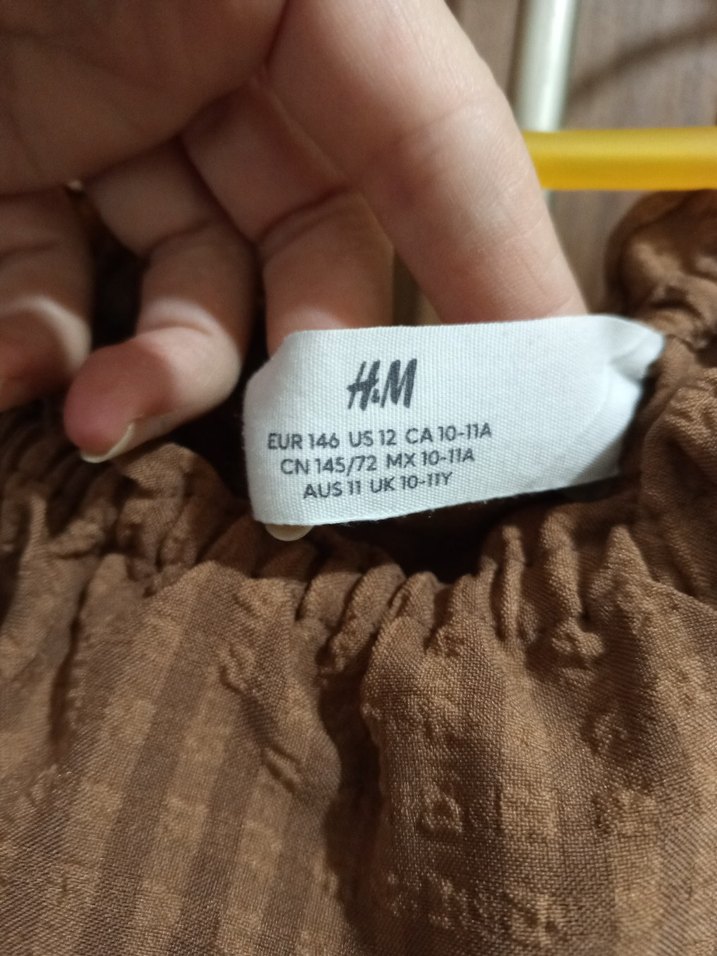 H&M
EUR 146 US 12 CA 10-11A
CN 145/72 MX 10-11A
AUS 11 UK 10-11Y